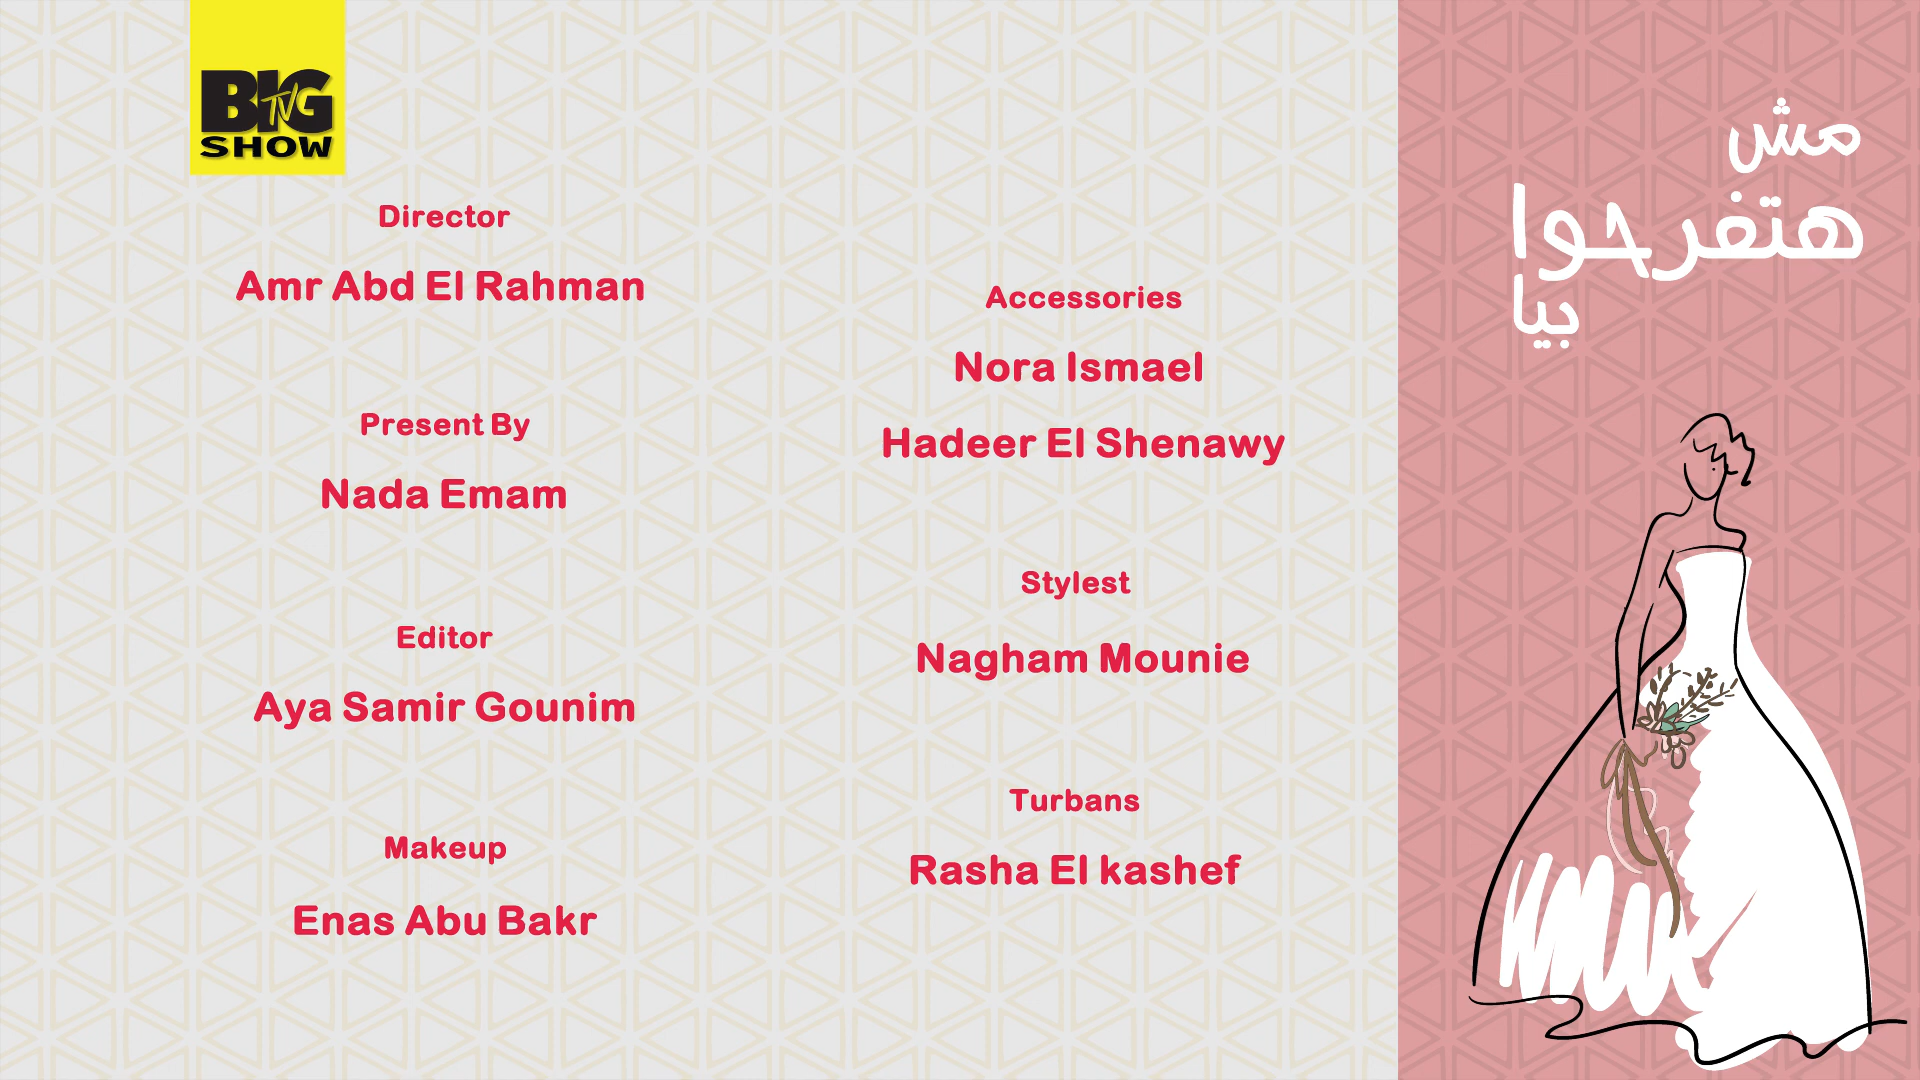 BIG TV
SHOW
Director
Amr Abd El Rahman
Present By
Nada Emam
Editor
Aya Samir Gounim
Makeup
Enas Abu Bakr
Accessories
Nora Ismael
Hadeer El Shenawy
Stylest
Nagham Mounie
Turbans
Rasha El kashef
مش
هتفرحوا
بيا